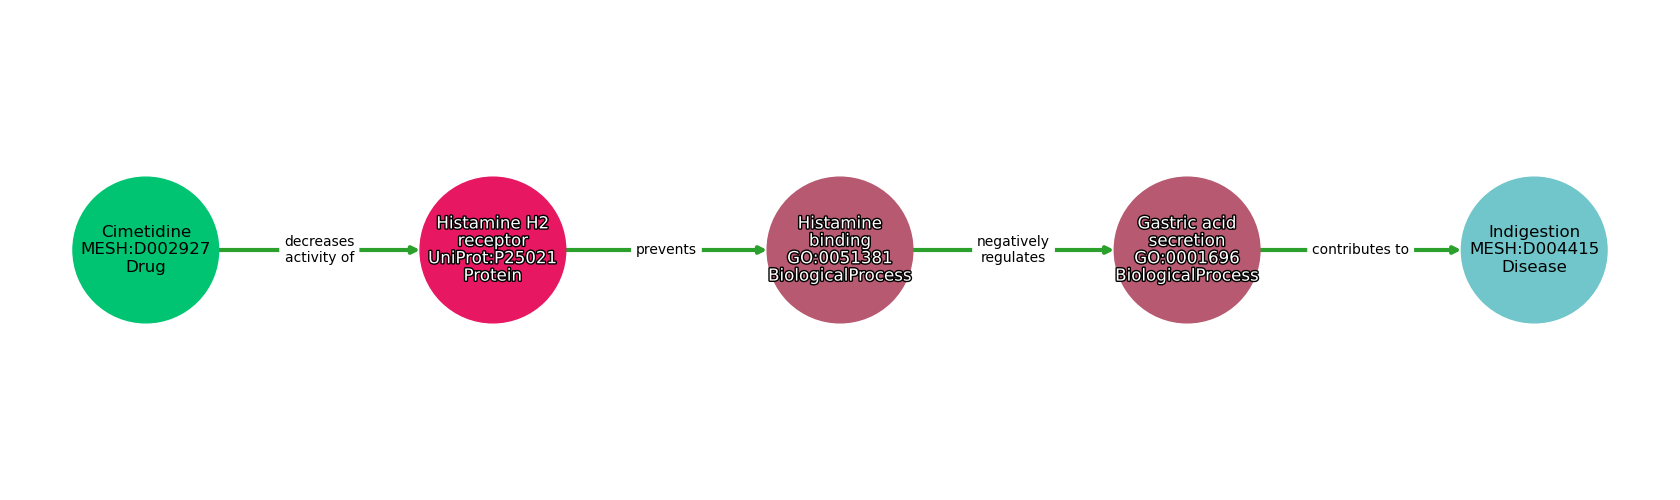 Cimetidine
MESH:D002927
Drug
decreases
activity of
Histamine H2
receptor
UniProt:P25021
Protein
prevents
Histamine
binding
GO:0051381
BiologicalProcess
negatively
regulates
Gastric acid
secretion
GO:0001696
BiologicalProcess
contributes to
Indigestion
MESH:D004415
Disease